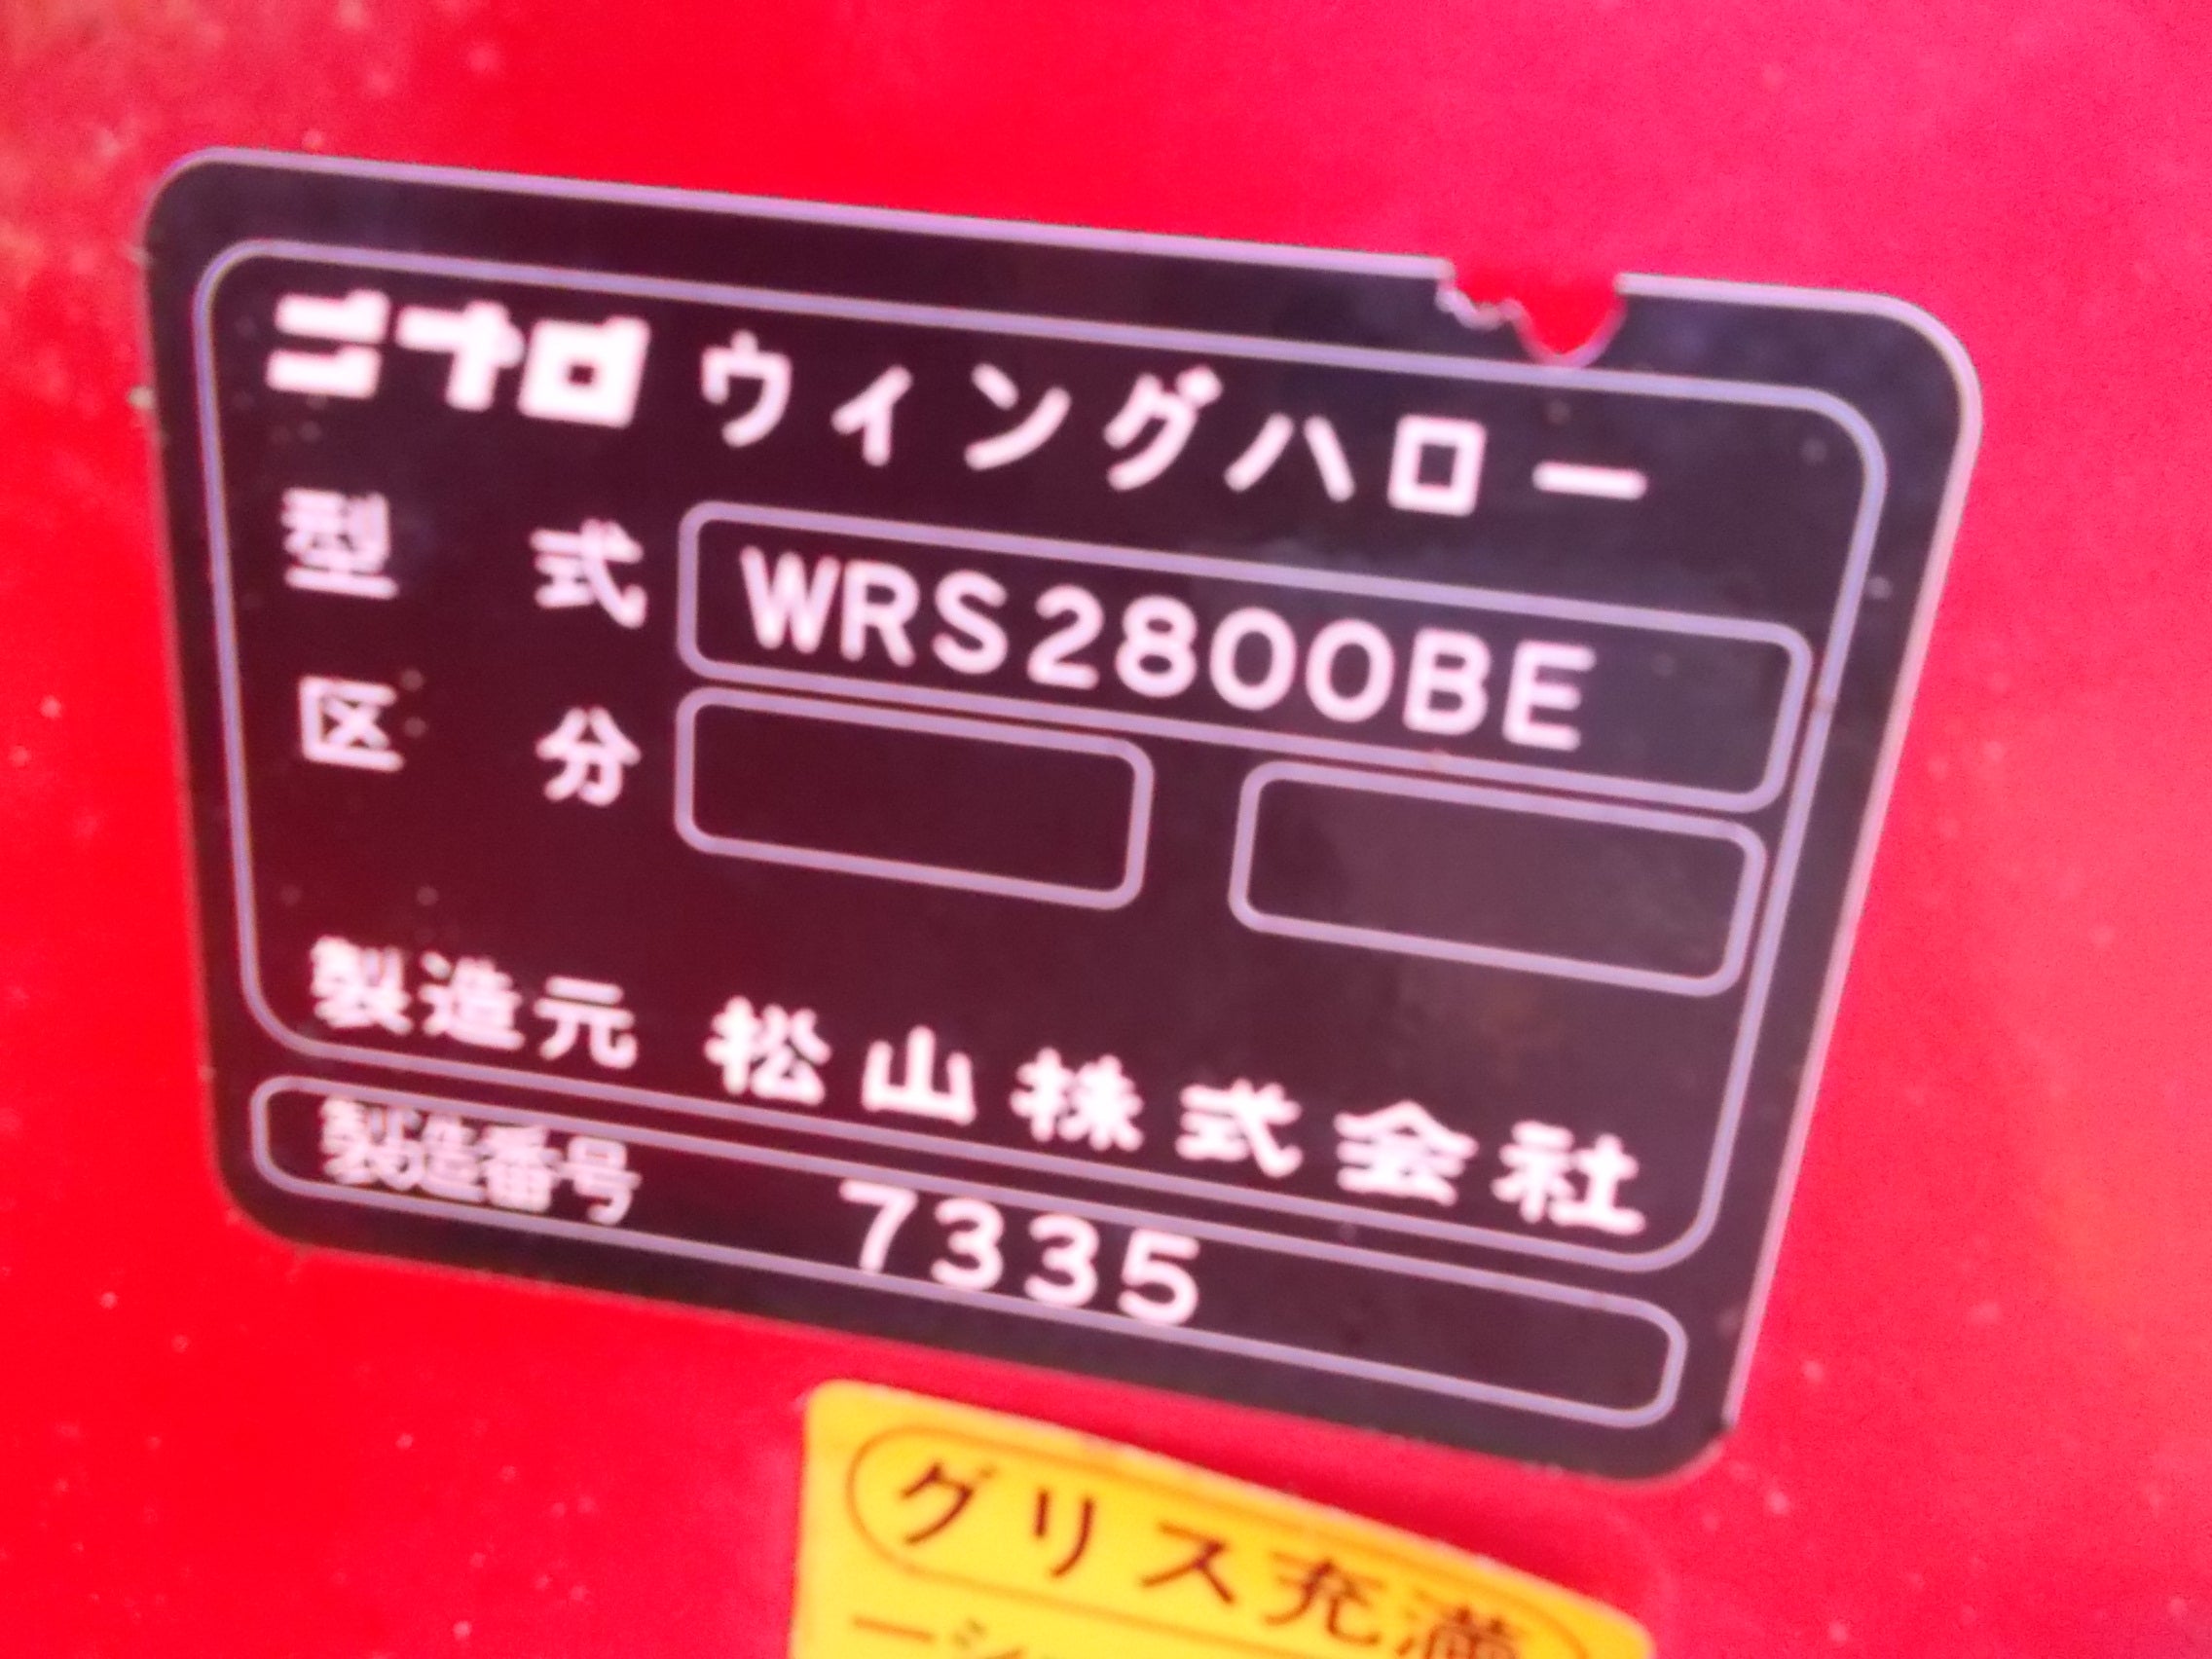 ニプロ ウィングハロー
型式 WRS2800BE
区分
製造元 松山株式会社
製造番号 7335
グリス充満